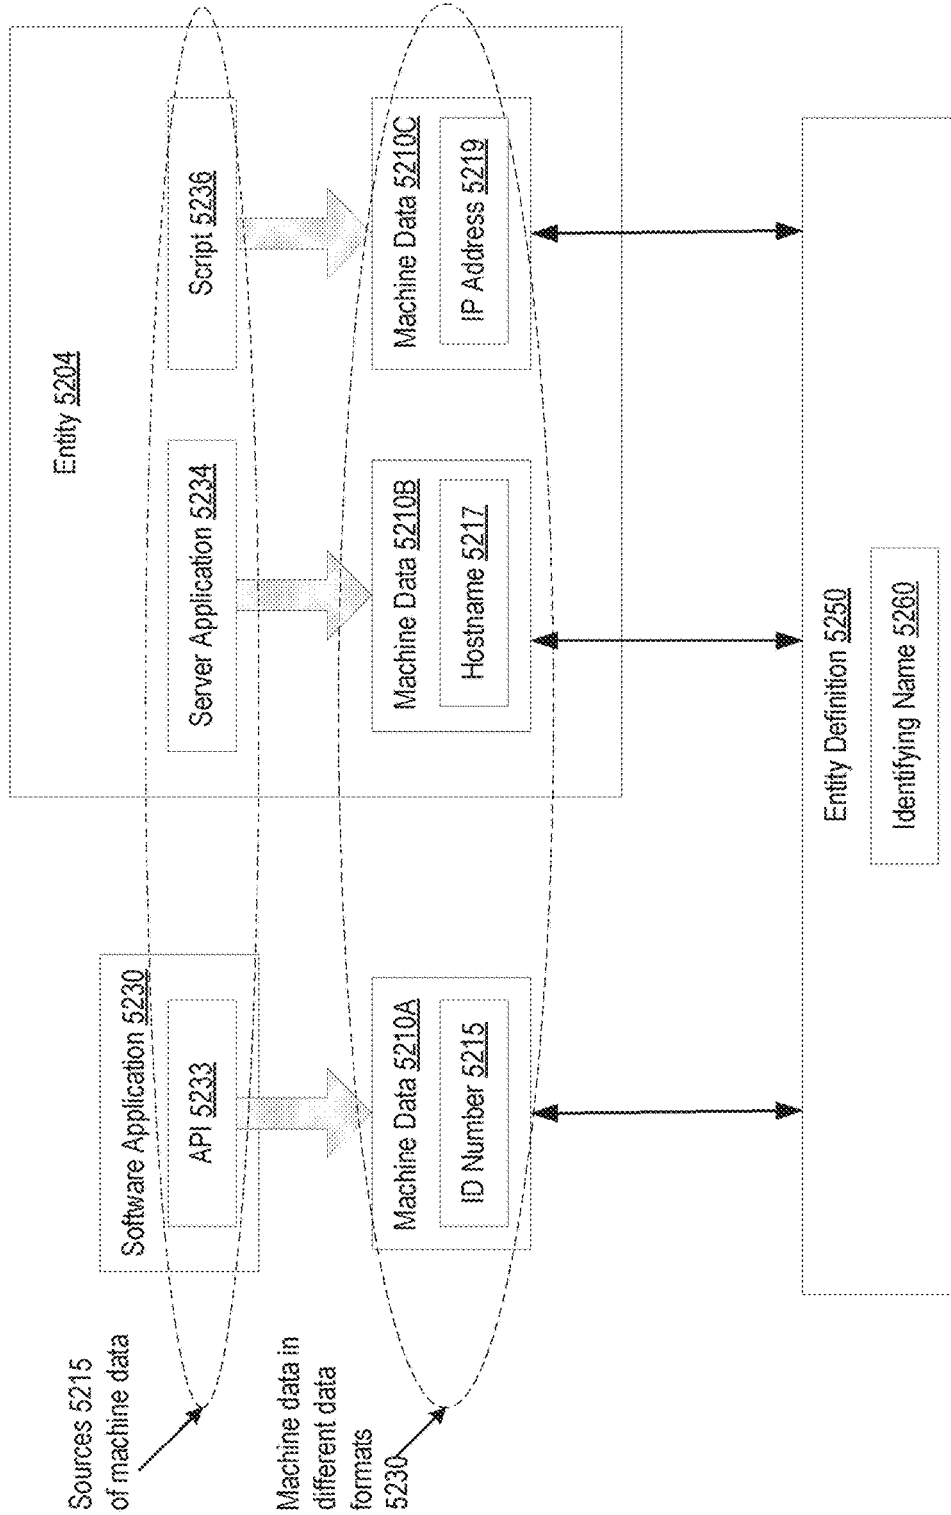 Entity 5204
Software Application 5230
API 5233
Server Application 5234
Script 5236
Sources 5215
of machine data
Machine Data 5210A
ID Number 5215
Machine Data 5210B
Hostname 5217
Machine Data 5210C
IP Address 5219
Machine data in
different data
formats
5230
Entity Definition 5250
Identifying Name 5260